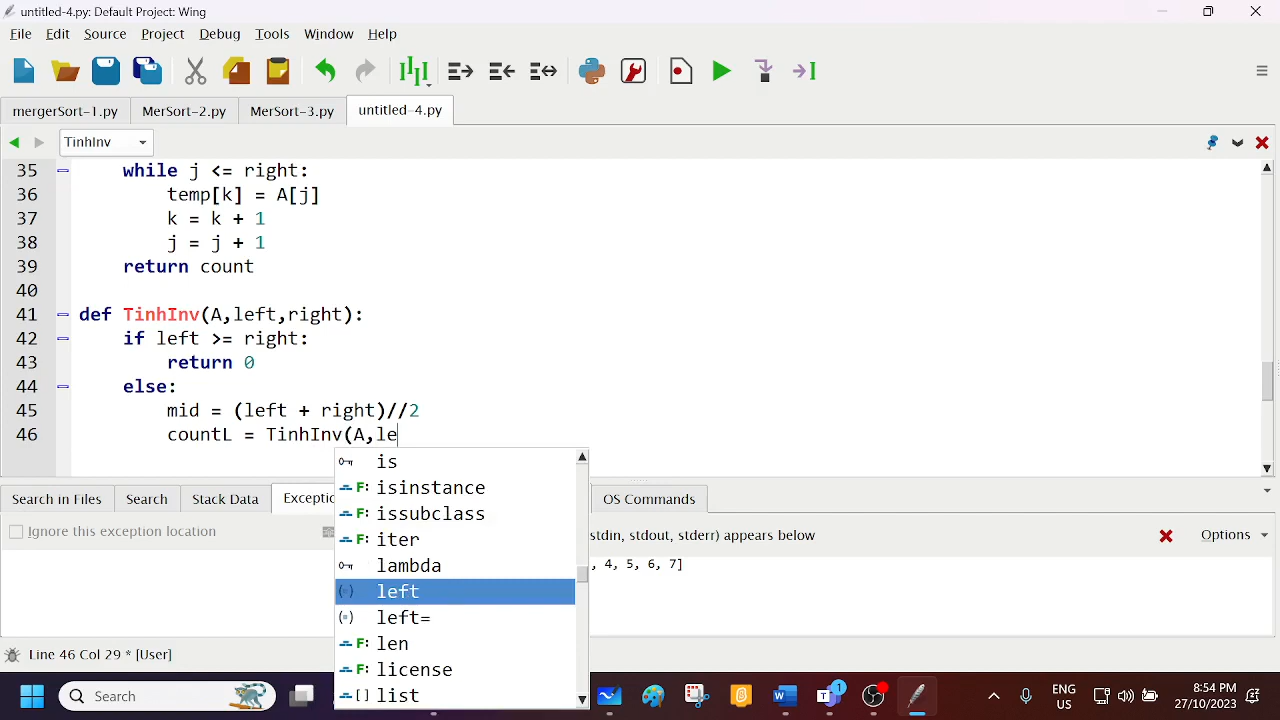 untitled-4.py: Default Project: Wing
File Edit Source Project Debug Tools Window Help
mergerSort-1.py MerSort-2.py MerSort-3.py untitled-4.py
TinhInv
35 while j <= right:
36 temp[k] = A[j]
37 k = k + 1
38 j = j + 1
39 return count
40
41 def TinhInv(A,left,right):
42 if left >= right:
43 return 0
44 else:
45 mid = (left + right)//2
46 countL = TinhInv(A,le
is
F: isinstance
F: issubclass
F: iter
lambda
left
left=
F: len
F: license
[] list
Search in Files Search Stack Data Exceptio OS Commands
Ignore this exception location
stdin, stdout, stderr) appears below
Options
, 4, 5, 6, 7]
Line 46 Col 29 * [User]
Search
1
ENG
US
8:54 PM
27/10/2023